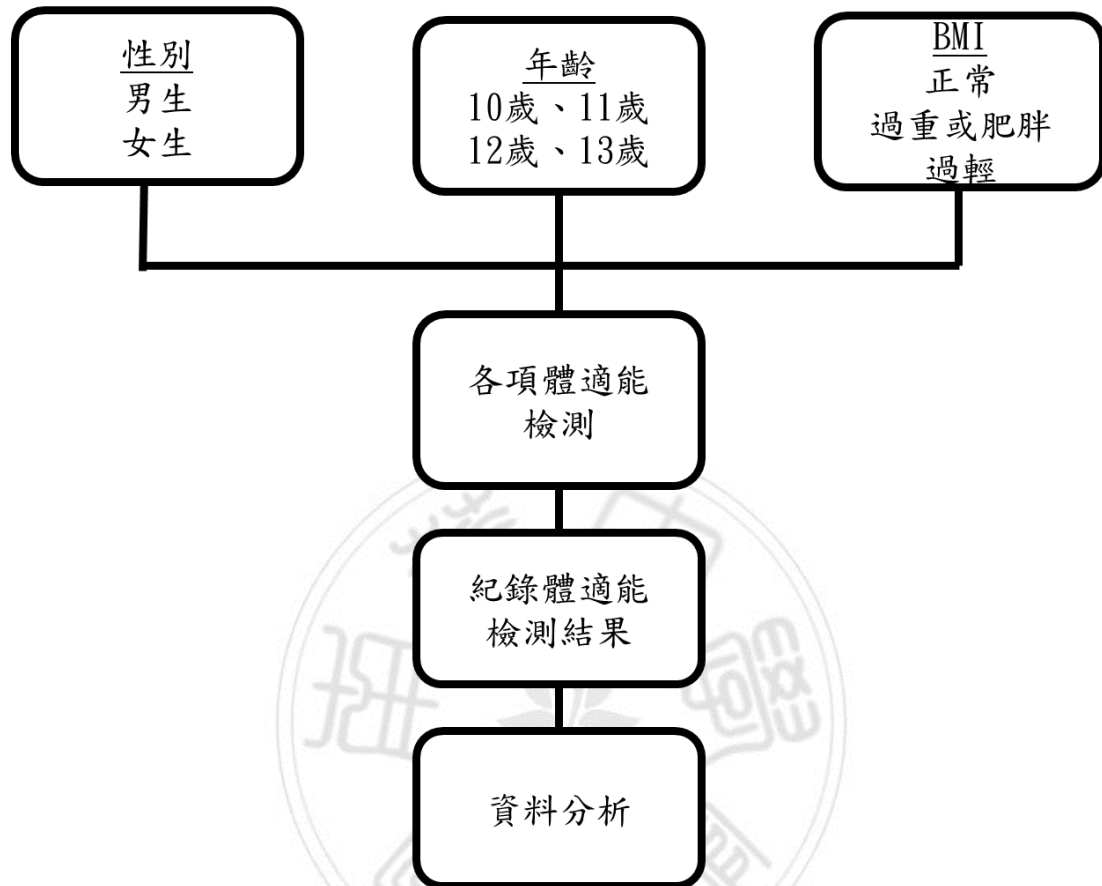 性別
男生
女生
年齡
10歲、11歲
12歲、13歲
BMI
正常
過重或肥胖
過輕
各項體適能
檢測
紀錄體適能
檢測結果
資料分析